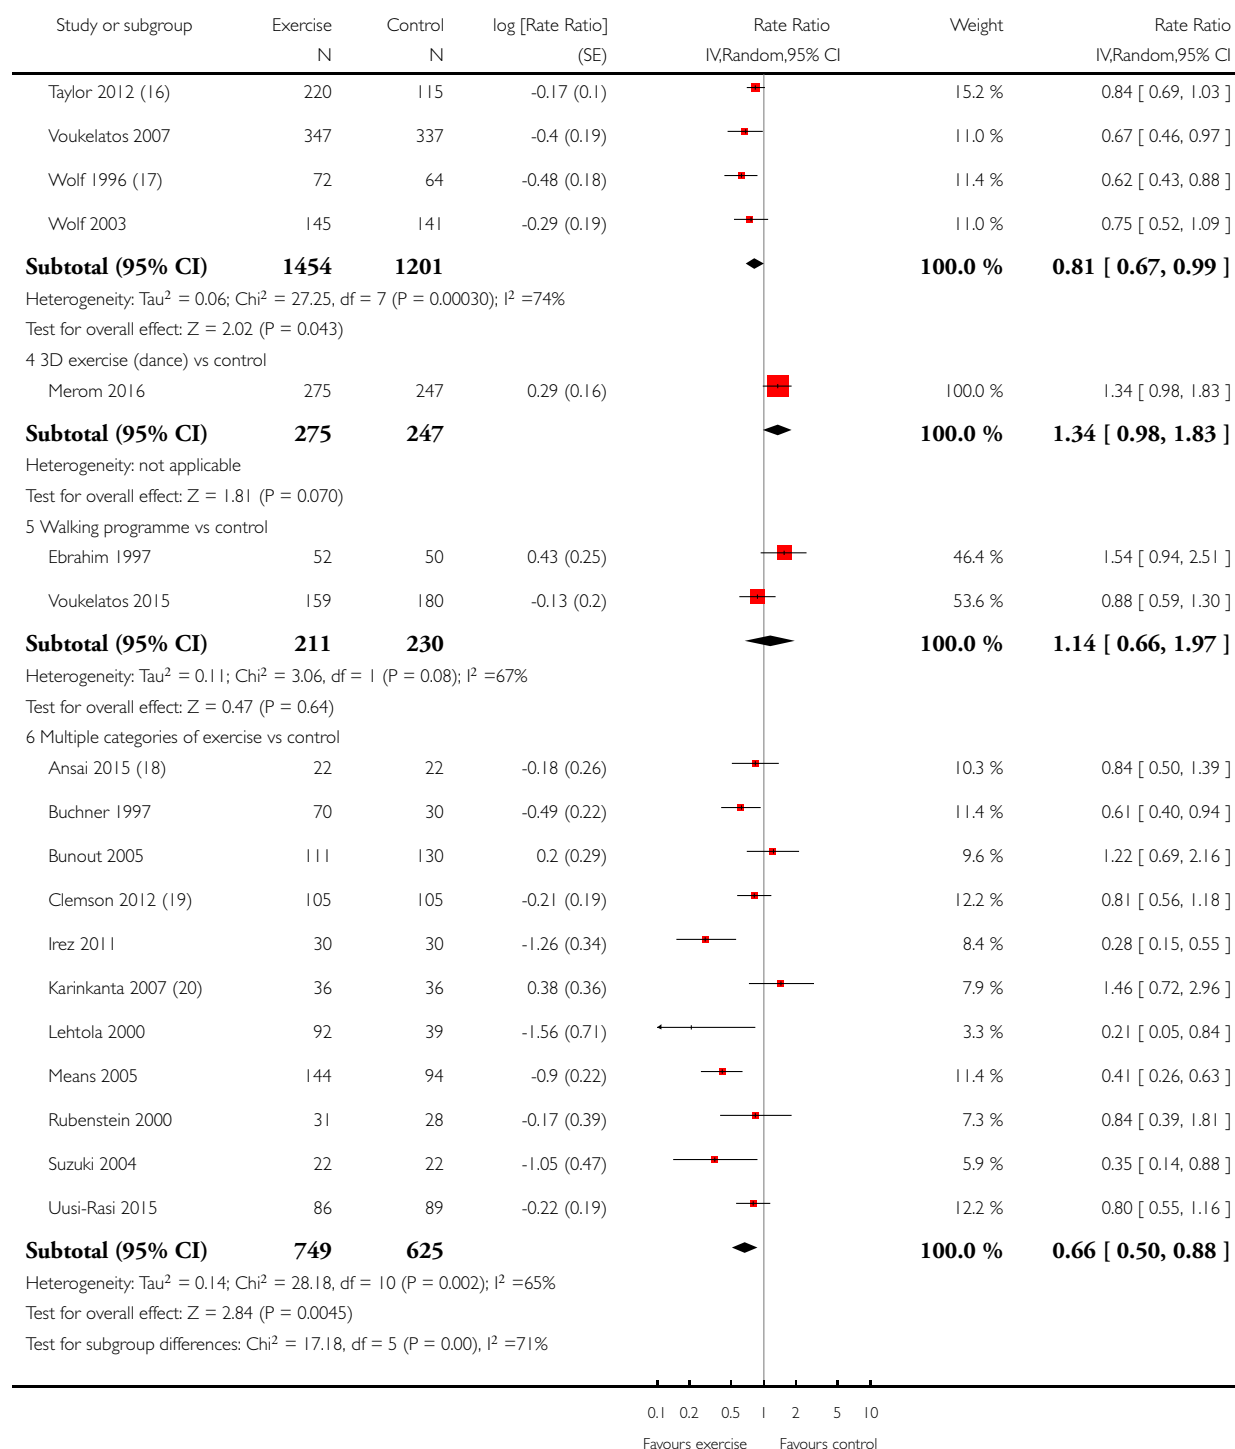 Study or subgroup Exercise Control log [Rate Ratio] Rate Ratio Weight Rate Ratio
N N (SE) IV,Random,95% CI IV,Random,95% CI
Taylor 2012 (16) 220 115 -0.17 (0.1) 15.2 % 0.84 [ 0.69, 1.03 ]
Voukelatos 2007 347 337 -0.4 (0.19) 11.0 % 0.67 [ 0.46, 0.97 ]
Wolf 1996 (17) 72 64 -0.48 (0.18) 11.4 % 0.62 [ 0.43, 0.88 ]
Wolf 2003 145 141 -0.29 (0.19) 11.0 % 0.75 [ 0.52, 1.09 ]
Subtotal (95% CI) 1454 1201 100.0 % 0.81 [ 0.67, 0.99 ]
Heterogeneity: Tau² = 0.06; Chi² = 27.25, df = 7 (P = 0.00030); I² =74%
Test for overall effect: Z = 2.02 (P = 0.043)
4 3D exercise (dance) vs control
Merom 2016 275 247 0.29 (0.16) 100.0 % 1.34 [ 0.98, 1.83 ]
Subtotal (95% CI) 275 247 100.0 % 1.34 [ 0.98, 1.83 ]
Heterogeneity: not applicable
Test for overall effect: Z = 1.81 (P = 0.070)
5 Walking programme vs control
Ebrahim 1997 52 50 0.43 (0.25) 46.4 % 1.54 [ 0.94, 2.51 ]
Voukelatos 2015 159 180 -0.13 (0.2) 53.6 % 0.88 [ 0.59, 1.30 ]
Subtotal (95% CI) 211 230 100.0 % 1.14 [ 0.66, 1.97 ]
Heterogeneity: Tau² = 0.11; Chi² = 3.06, df = 1 (P = 0.08); I² =67%
Test for overall effect: Z = 0.47 (P = 0.64)
6 Multiple categories of exercise vs control
Ansai 2015 (18) 22 22 -0.18 (0.26) 10.3 % 0.84 [ 0.50, 1.39 ]
Buchner 1997 70 30 -0.49 (0.22) 11.4 % 0.61 [ 0.40, 0.94 ]
Bunout 2005 111 130 0.2 (0.29) 9.6 % 1.22 [ 0.69, 2.16 ]
Clemson 2012 (19) 105 105 -0.21 (0.19) 12.2 % 0.81 [ 0.56, 1.18 ]
Irez 2011 30 30 -1.26 (0.34) 8.4 % 0.28 [ 0.15, 0.55 ]
Karinkanta 2007 (20) 36 36 0.38 (0.36) 7.9 % 1.46 [ 0.72, 2.96 ]
Lehtola 2000 92 39 -1.56 (0.71) 3.3 % 0.21 [ 0.05, 0.84 ]
Means 2005 144 94 -0.9 (0.22) 11.4 % 0.41 [ 0.26, 0.63 ]
Rubenstein 2000 31 28 -0.17 (0.39) 7.3 % 0.84 [ 0.39, 1.81 ]
Suzuki 2004 22 22 -1.05 (0.47) 5.9 % 0.35 [ 0.14, 0.88 ]
Uusi-Rasi 2015 86 89 -0.22 (0.19) 12.2 % 0.80 [ 0.55, 1.16 ]
Subtotal (95% CI) 749 625 100.0 % 0.66 [ 0.50, 0.88 ]
Heterogeneity: Tau² = 0.14; Chi² = 28.18, df = 10 (P = 0.002); I² =65%
Test for overall effect: Z = 2.84 (P = 0.0045)
Test for subgroup differences: Chi² = 17.18, df = 5 (P = 0.00), I² =71%
0.1 0.2 0.5 1 2 5 10
Favours exercise Favours control